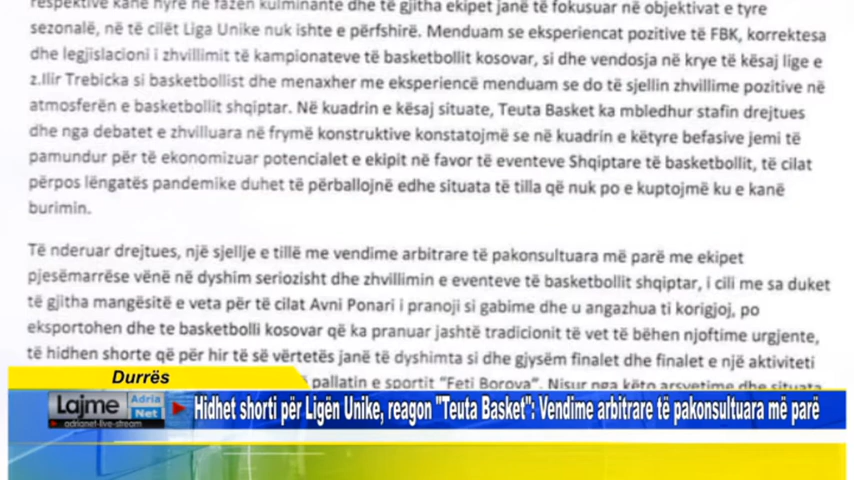 respektive kanë hyrë në fazën kulminante dhe të gjitha ekipet janë të fokusuar në objektivat e tyre
sezonalë, në të cilët Liga Unike nuk ishte e përfshirë. Menduam se eksperiencat pozitive të FBK, korrektesa
dhe legjislacioni i zhvillimit të kampionateve të basketbollit kosovar, si dhe vendosja në krye të kësaj lige e
z.Ilir Trebicka si basketbollist dhe menaxher me eksperiencë menduam se do të sjellin zhvillime pozitive në
atmosferën e basketbollit shqiptar. Në kuadrin e kësaj situate, Teuta Basket ka mbledhur stafin drejtues
dhe nga debatet e zhvilluara në frymë konstruktive konstatojmë se në kuadrin e këtyre befasive jemi të
pamundur për të ekonomizuar potencialet e ekipit në favor të eventeve Shqiptare të basketbollit, të cilat
përpos lëngatës pandemike duhet të përballojnë edhe situata të tilla që nuk po e kuptojmë ku e kanë
burimin.
Të nderuar drejtues, një sjellje e tillë me vendime arbitrare të pakonsultuara më parë me ekipet
pjesëmarrëse vënë në dyshim seriozisht dhe zhvillimin e eventeve të basketbollit shqiptar, i cili me sa duket
të gjitha mangësitë e veta për të cilat Avni Ponari i pranoji si gabime dhe u angazhua ti korigjoj, po
eksportohen dhe te basketbolli kosovar që ka pranuar jashtë tradicionit të vet të bëhen njoftime urgjente,
të hidhen shorte që për hir të së vërtetës janë të dyshimta si dhe gjysëm finalet dhe finalet e një aktiviteti
pallatin e sportit "Feti Borova". Nisur nga këto arsyetime dhe situata
Durrës
Lajme Adria Net
adrianet-live-stream
Hidhet shorti për Ligën Unike, reagon "Teuta Basket": Vendime arbitrare të pakonsultuara më parë